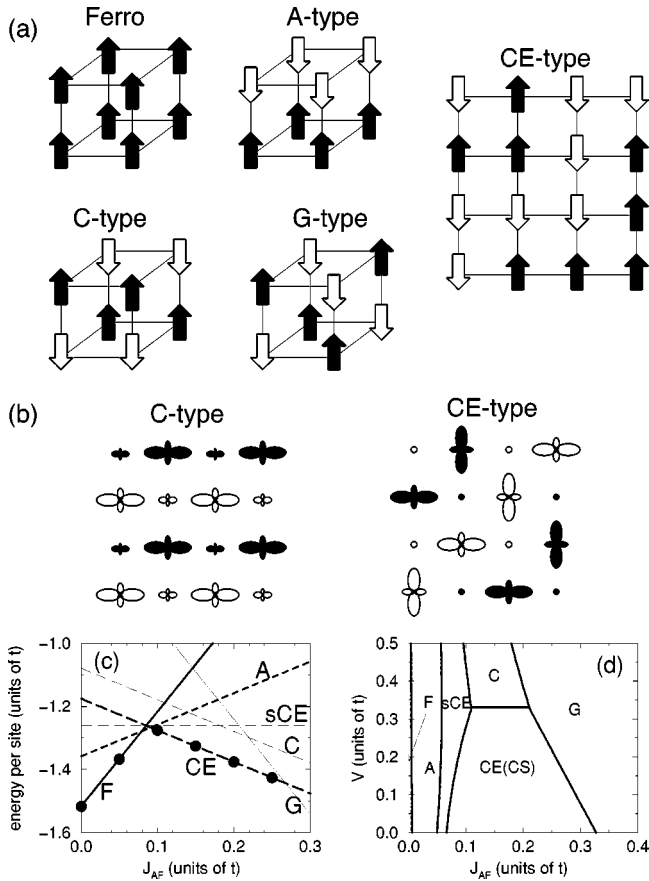 (a) Ferro A-type CE-type
C-type G-type
(b) C-type CE-type
(c) (d)
energy per site (units of t)
−1.0
−1.2
−1.4
−1.6
A
sCE
C
CE
F
G
0.0 0.1 0.2 0.3
J_AF (units of t)
V (units of t)
0.5
0.4
0.3
0.2
0.1
0.0
F sCE C G
A CE(CS)
0.0 0.1 0.2 0.3 0.4
J_AF (units of t)